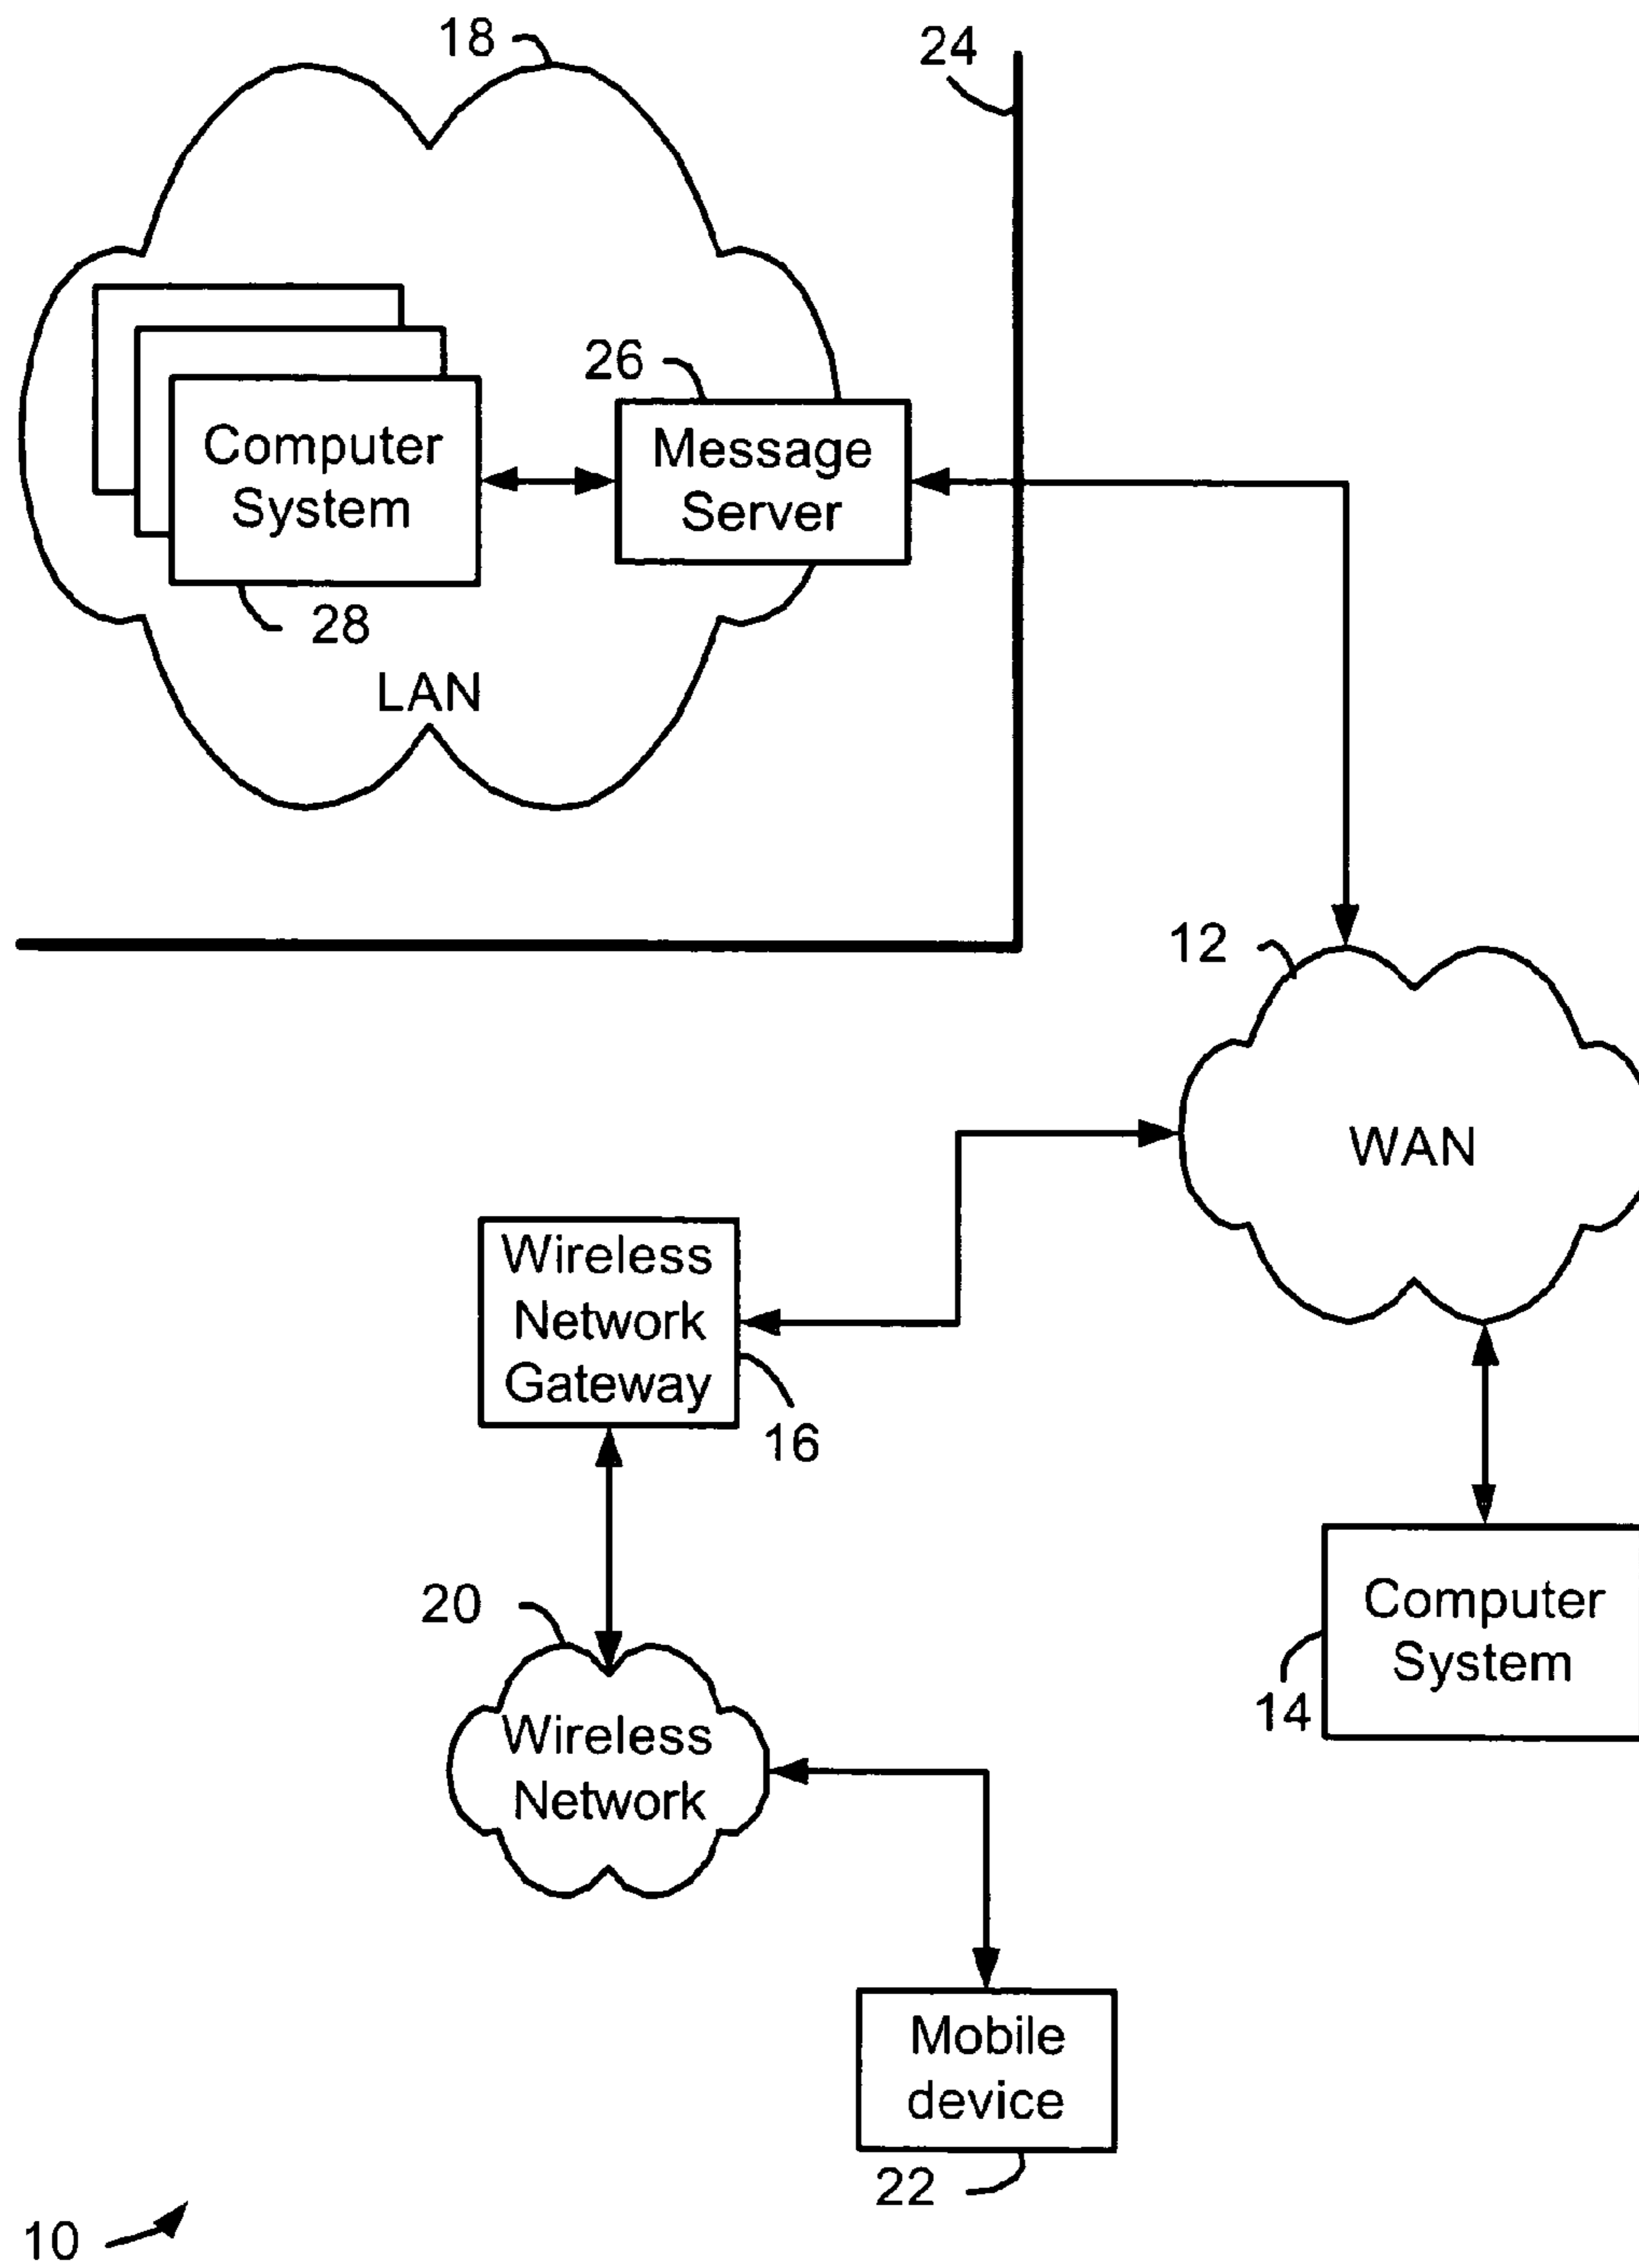 18
24
26
Computer
System
Message
Server
28
LAN
12
WAN
Wireless
Network
Gateway
16
20
Computer
System
14
Wireless
Network
Mobile
device
22
10